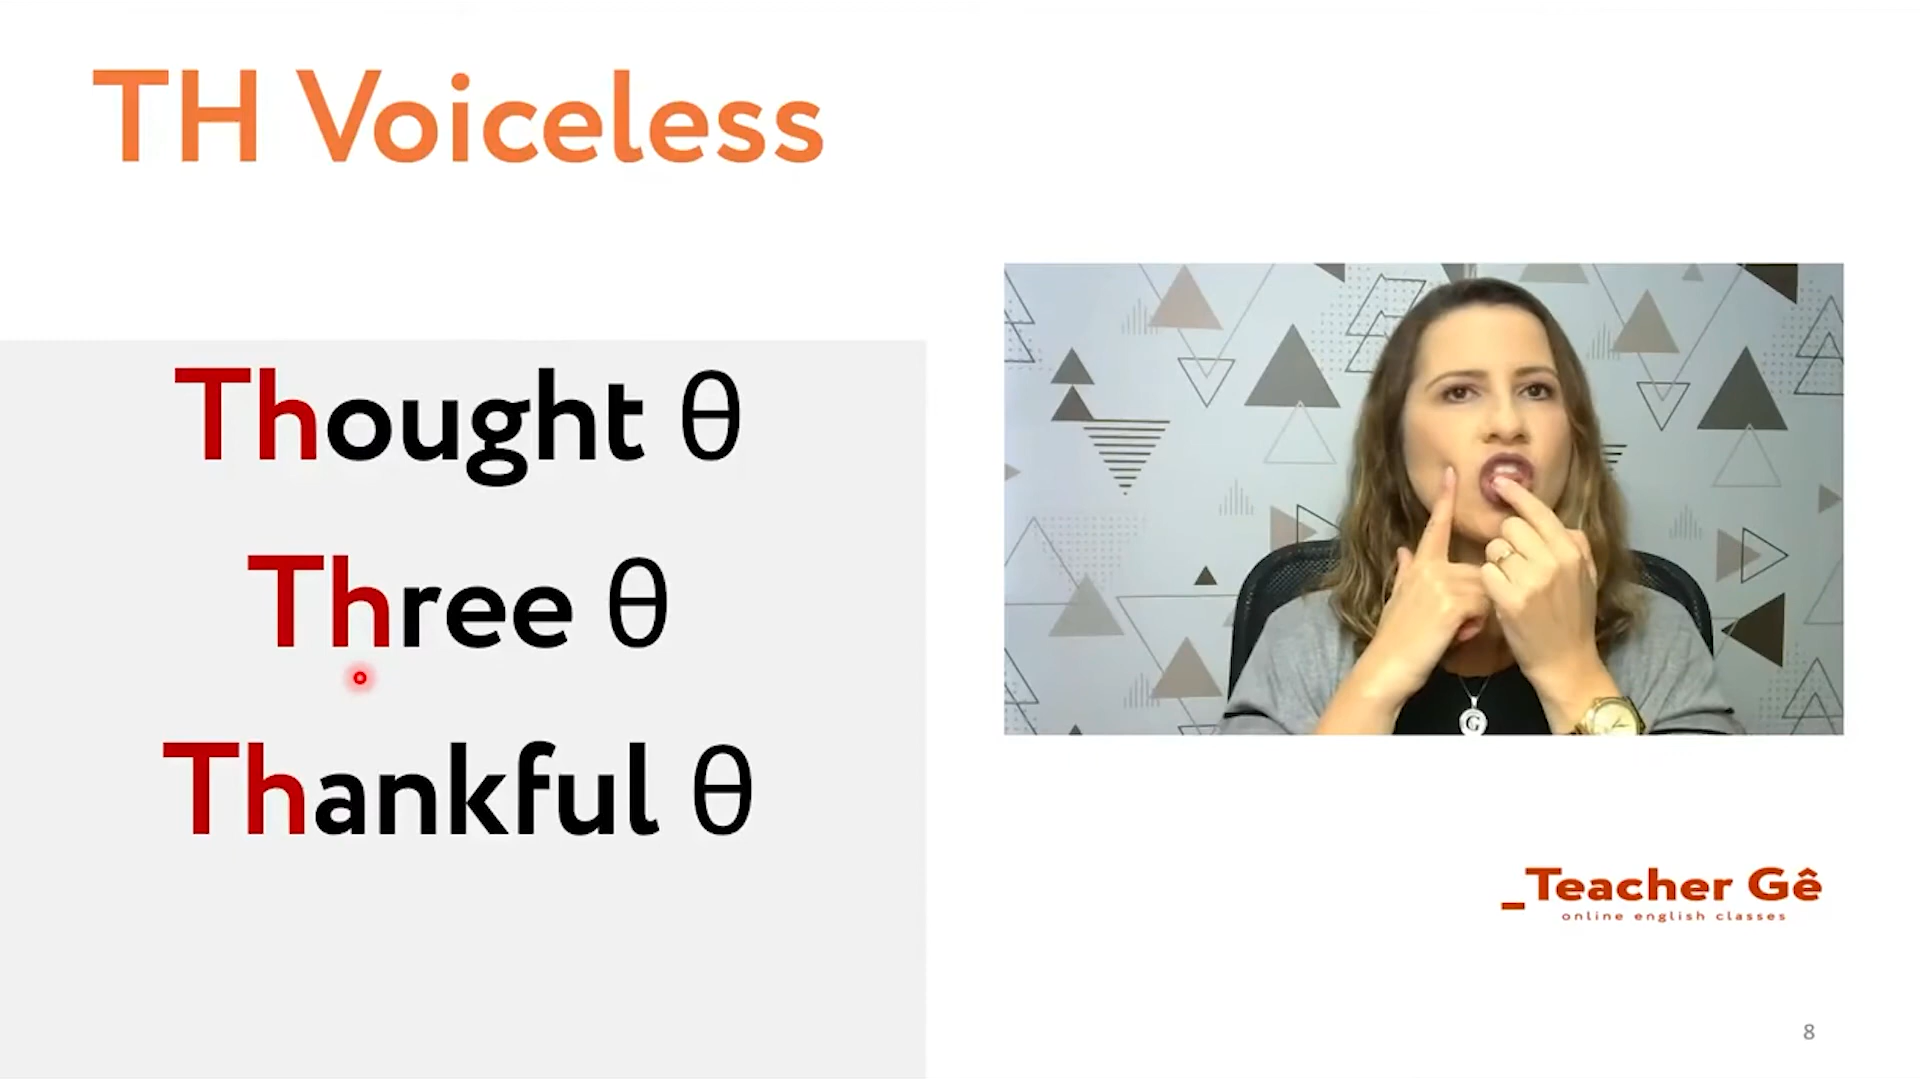 TH Voiceless
Thought θ
Three θ
Thankful θ
G
_Teacher Gê
online english classes
8